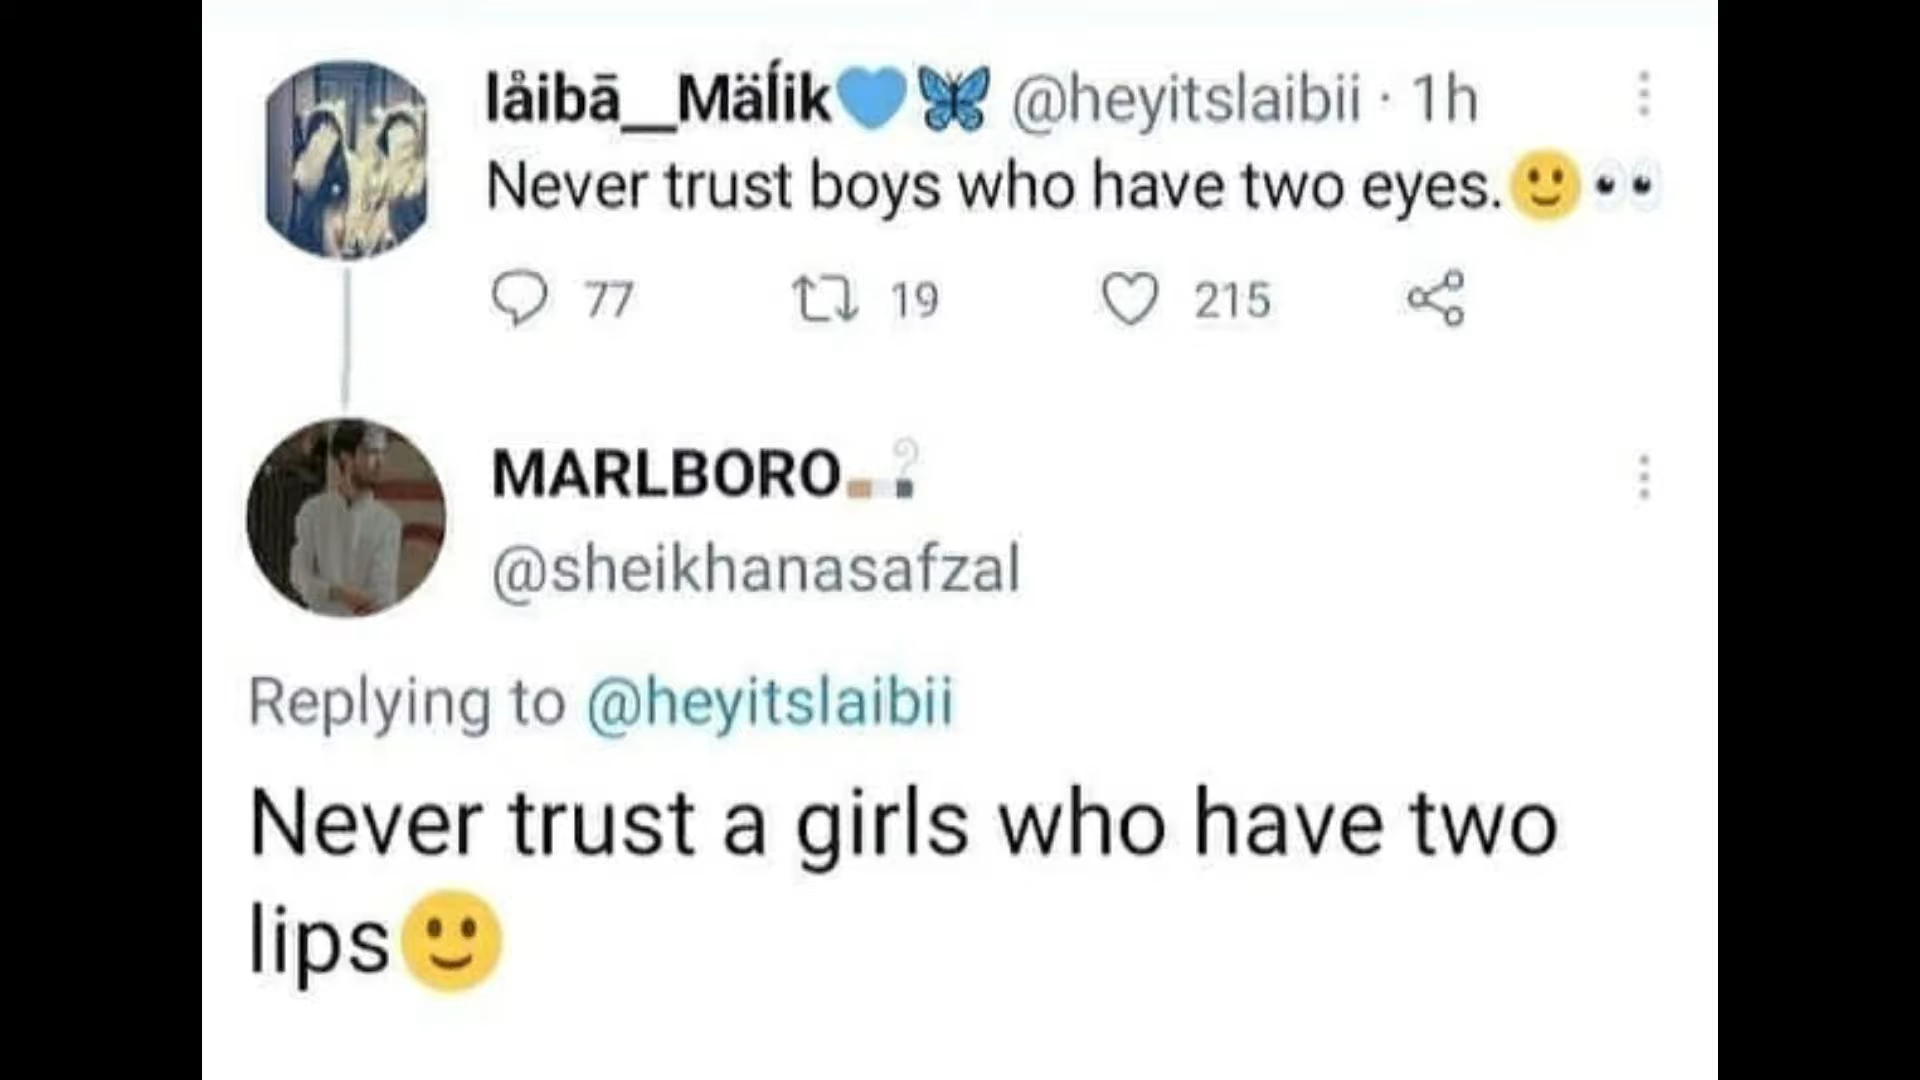 låibā__Mäĺik💙🦋 @heyitslaibii · 1h
Never trust boys who have two eyes.🙂👀
77 19 215
MARLBORO🚬
@sheikhanasafzal
Replying to @heyitslaibii
Never trust a girls who have two
lips🙂